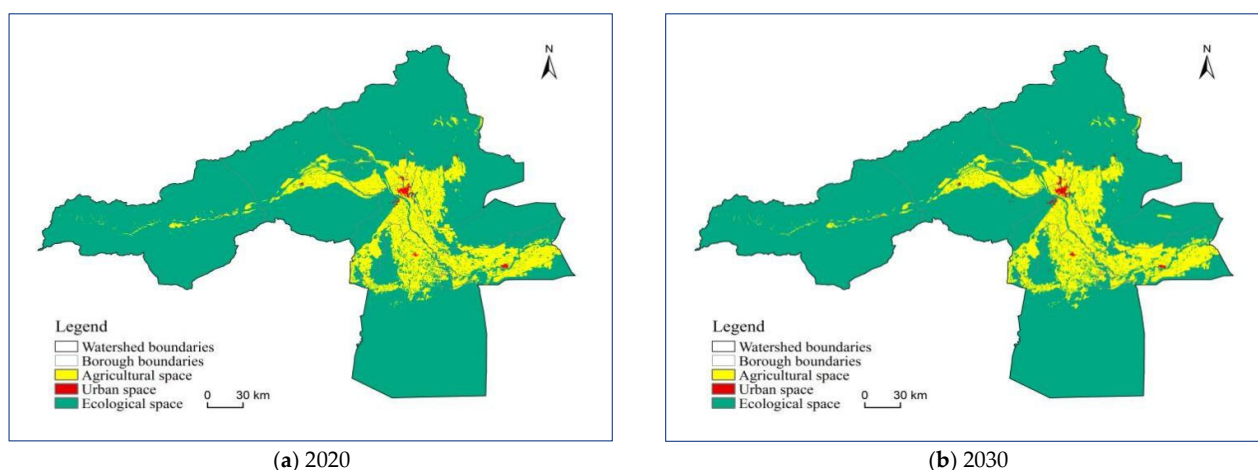 N
Legend
Watershed boundaries
Borough boundaries
Agricultural space
Urban space
Ecological space
0 30 km
(a) 2020
N
Legend
Watershed boundaries
Borough boundaries
Agricultural space
Urban space
Ecological space
0 30 km
(b) 2030